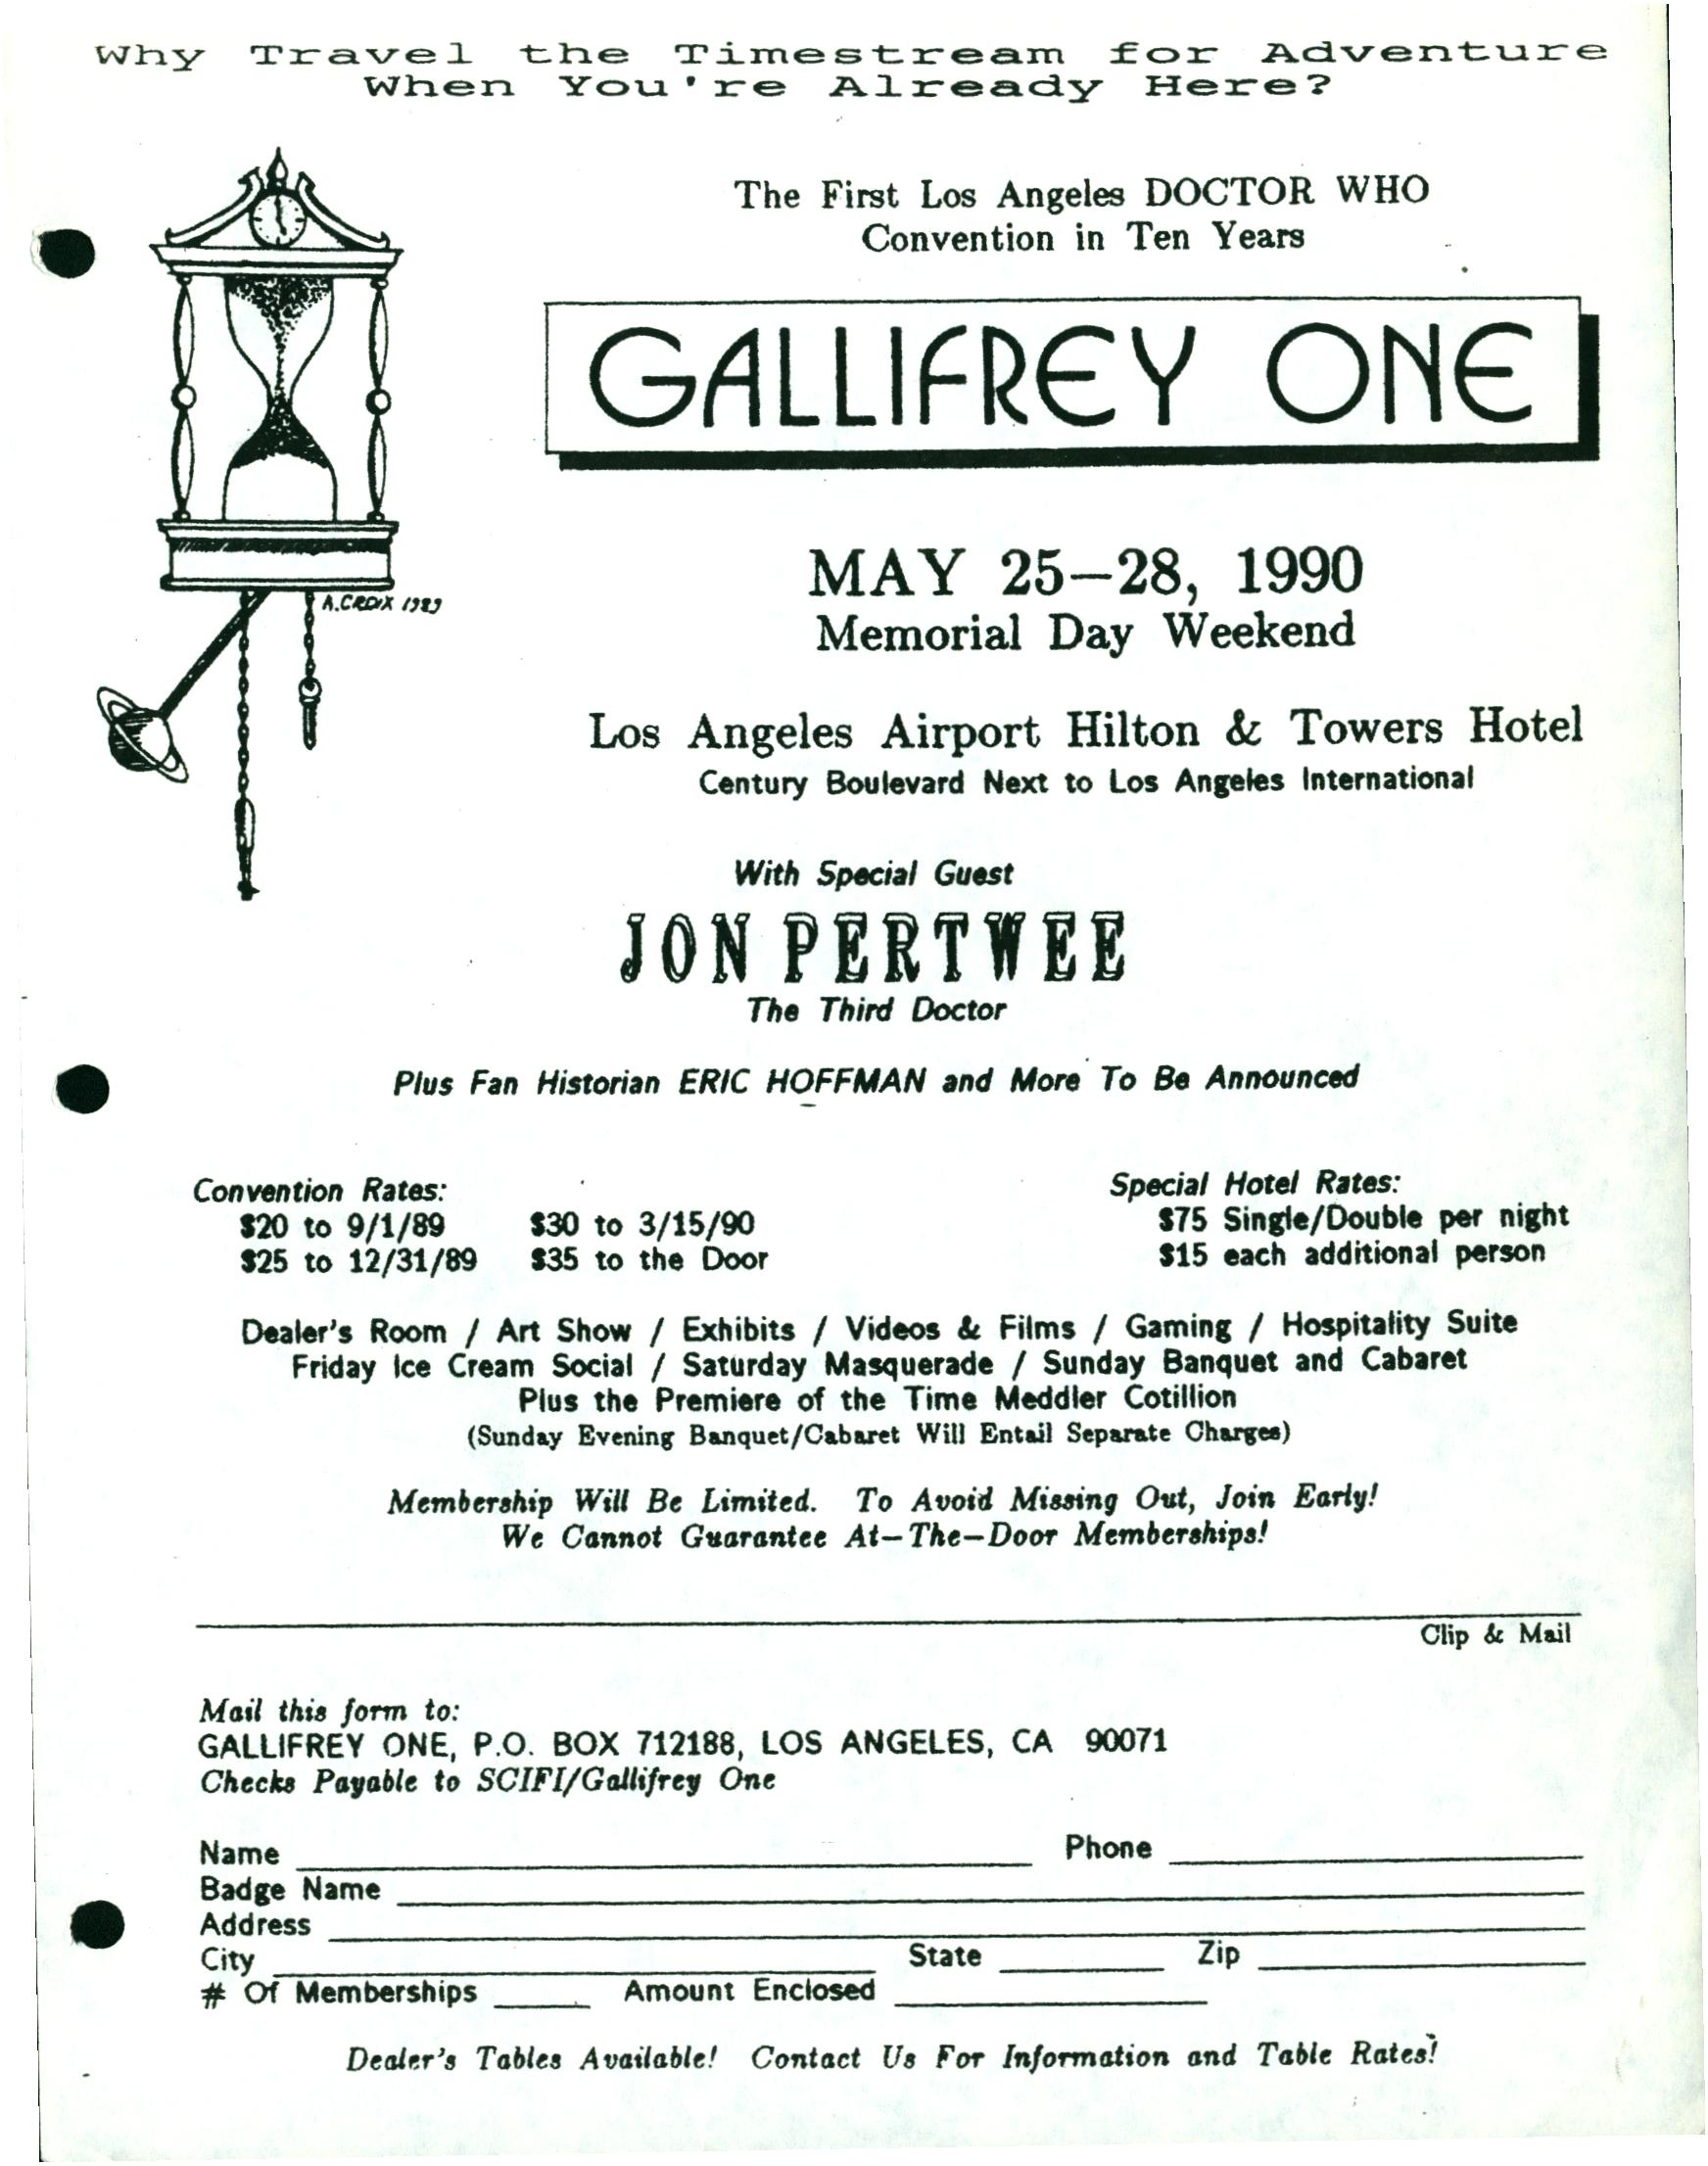 Why Travel the Timestream for Adventure
When You're Already Here?
The First Los Angeles DOCTOR WHO
Convention in Ten Years
GALLIFREY ONE
MAY 25-28, 1990
Memorial Day Weekend
A.CROIX 1989
Los Angeles Airport Hilton & Towers Hotel
Century Boulevard Next to Los Angeles International
With Special Guest
JON PERTWEE
The Third Doctor
Plus Fan Historian ERIC HOFFMAN and More To Be Announced
Convention Rates:
$20 to 9/1/89 $30 to 3/15/90
$25 to 12/31/89 $35 to the Door
Special Hotel Rates:
$75 Single/Double per night
$15 each additional person
Dealer's Room / Art Show / Exhibits / Videos & Films / Gaming / Hospitality Suite
Friday Ice Cream Social / Saturday Masquerade / Sunday Banquet and Cabaret
Plus the Premiere of the Time Meddler Cotillion
(Sunday Evening Banquet/Cabaret Will Entail Separate Charges)
Membership Will Be Limited. To Avoid Missing Out, Join Early!
We Cannot Guarantee At-The-Door Memberships!
Clip & Mail
Mail this form to:
GALLIFREY ONE, P.O. BOX 712188, LOS ANGELES, CA 90071
Checks Payable to SCIFI/Gallifrey One
Name Phone
Badge Name
Address
City State Zip
# Of Memberships Amount Enclosed
Dealer's Tables Available! Contact Us For Information and Table Rates!